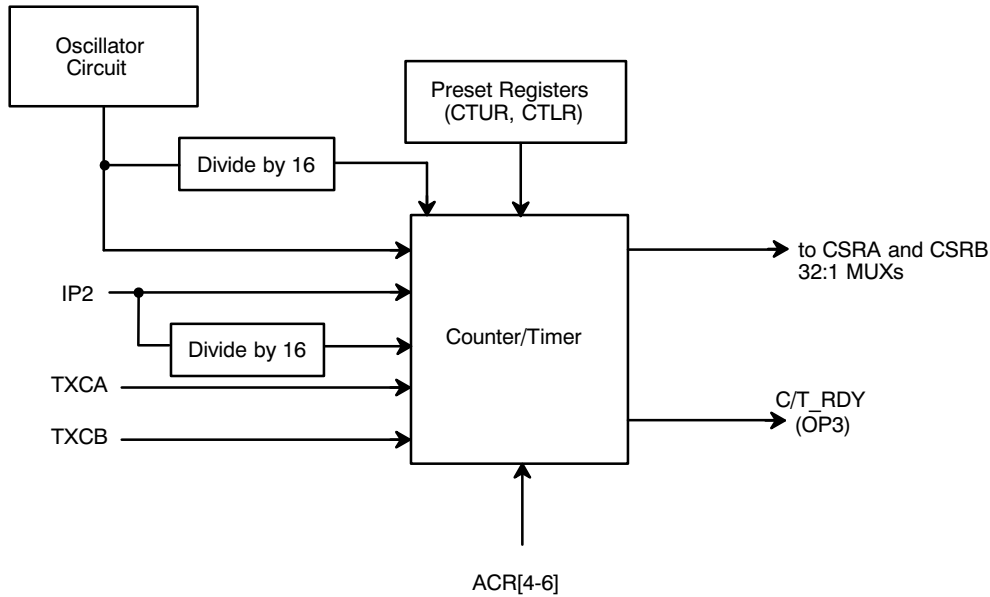 Oscillator
Circuit
Preset Registers
(CTUR, CTLR)
Divide by 16
to CSRA and CSRB
32:1 MUXs
IP2
Counter/Timer
Divide by 16
TXCA
C/T_RDY
(OP3)
TXCB
ACR[4-6]